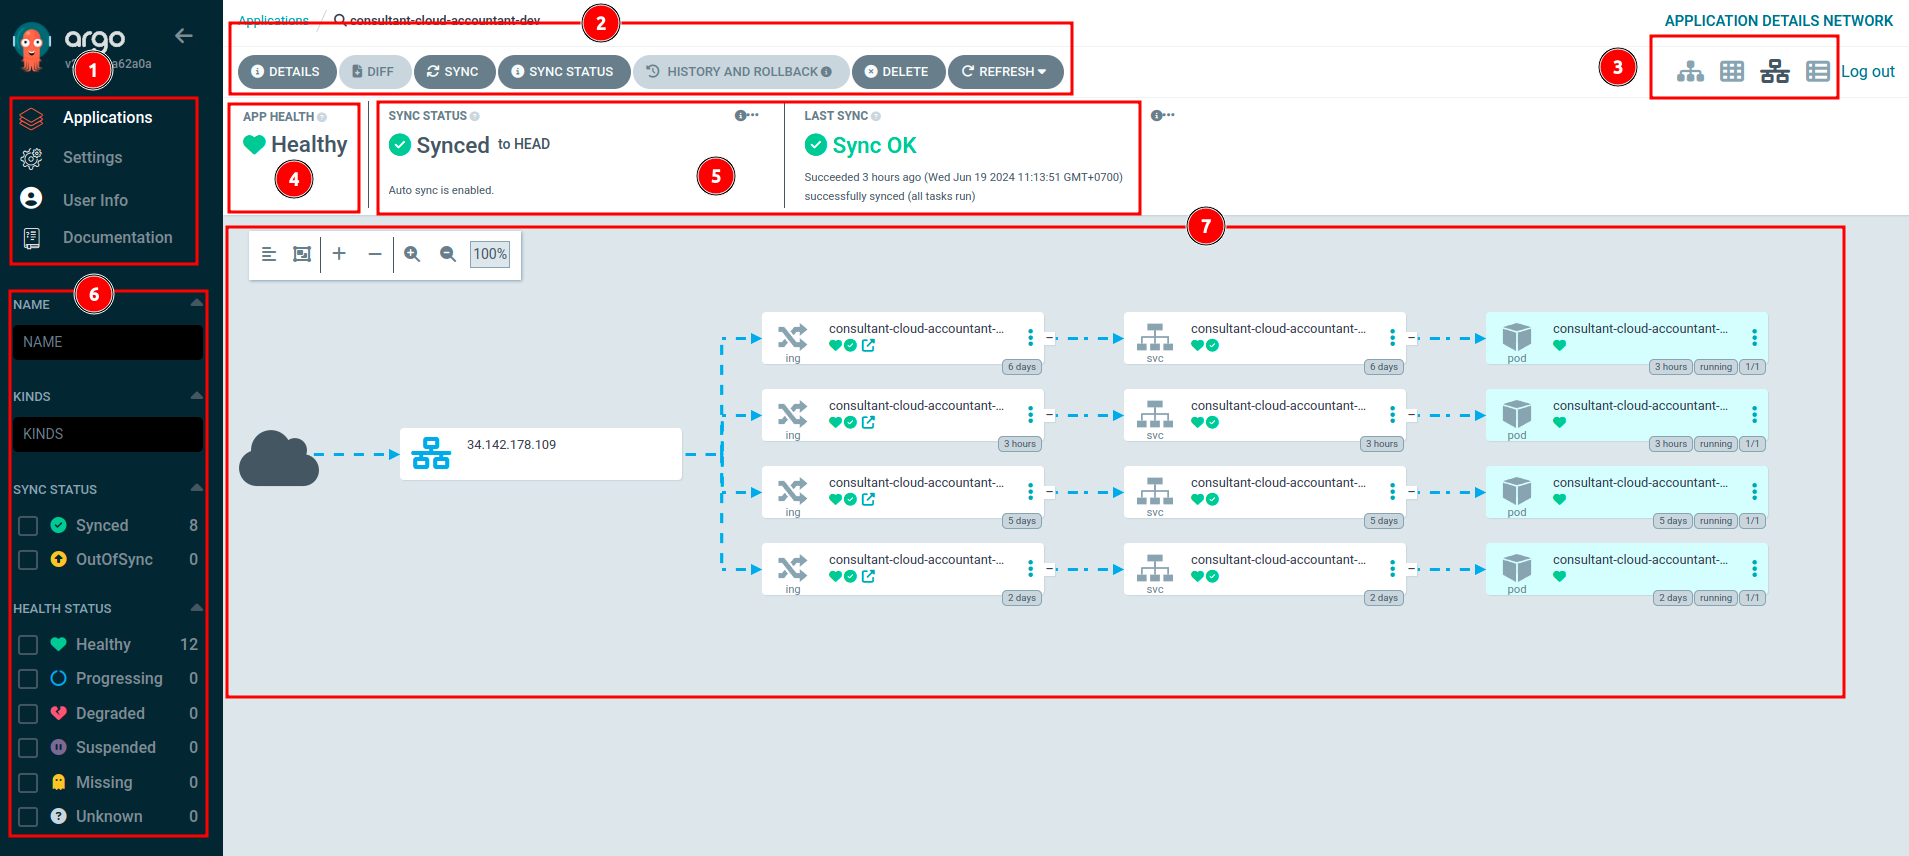 argo
a62a0a
1
Applications
Settings
User Info
Documentation
6
NAME
NAME
KINDS
KINDS
SYNC STATUS
Synced 8
OutOfSync 0
HEALTH STATUS
Healthy 12
Progressing 0
Degraded 0
Suspended 0
Missing 0
Unknown 0
Applications / consultant-cloud-accountant-dev
2
APPLICATION DETAILS NETWORK
DETAILS DIFF SYNC SYNC STATUS HISTORY AND ROLLBACK DELETE REFRESH
3
Log out
APP HEALTH
Healthy
4
SYNC STATUS
Synced to HEAD
Auto sync is enabled.
5
LAST SYNC
Sync OK
Succeeded 3 hours ago (Wed Jun 19 2024 11:13:51 GMT+0700)
successfully synced (all tasks run)
7
100%
34.142.178.109
consultant-cloud-accountant-...
ing
6 days
consultant-cloud-accountant-...
svc
6 days
consultant-cloud-accountant-...
pod
3 hours running 1/1
consultant-cloud-accountant-...
ing
3 hours
consultant-cloud-accountant-...
svc
3 hours
consultant-cloud-accountant-...
pod
3 hours running 1/1
consultant-cloud-accountant-...
ing
5 days
consultant-cloud-accountant-...
svc
5 days
consultant-cloud-accountant-...
pod
5 days running 1/1
consultant-cloud-accountant-...
ing
2 days
consultant-cloud-accountant-...
svc
2 days
consultant-cloud-accountant-...
pod
2 days running 1/1